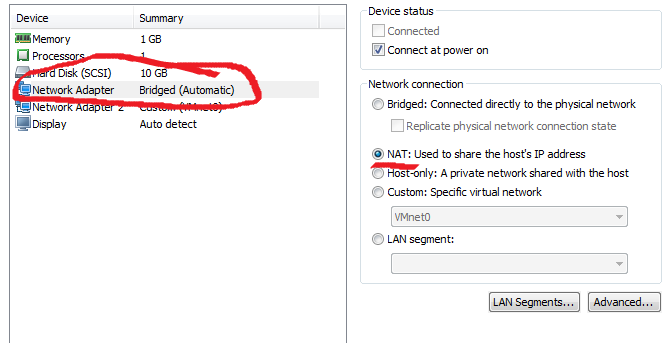 Device Summary
Memory 1 GB
Processors 1
Hard Disk (SCSI) 10 GB
Network Adapter Bridged (Automatic)
Network Adapter 2 Custom (VMnet0)
Display Auto detect
Device status
Connected
Connect at power on
Network connection
Bridged: Connected directly to the physical network
Replicate physical network connection state
NAT: Used to share the host's IP address
Host-only: A private network shared with the host
Custom: Specific virtual network
VMnet0
LAN segment:
LAN Segments... Advanced...